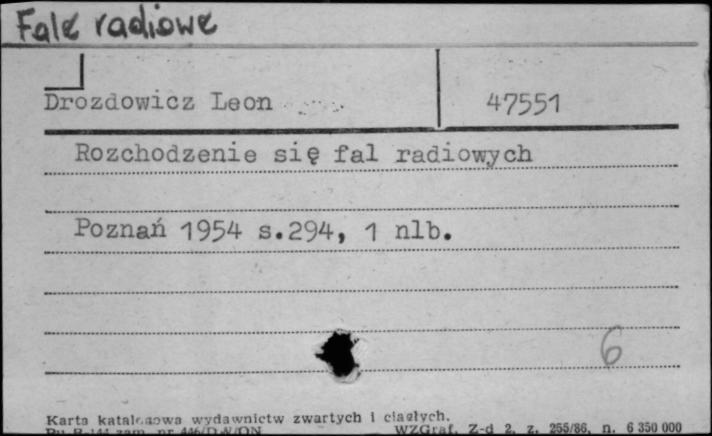 Fale radiowe
Drozdowicz Leon 47551
Rozchodzenie się fal radiowych
Poznań 1954 s.294, 1 nlb.
6
Karta katalogowa wydawnictw zwartych i ciągłych.
WZGraf. Z-d 2, z. 255/86, n. 6 350 000